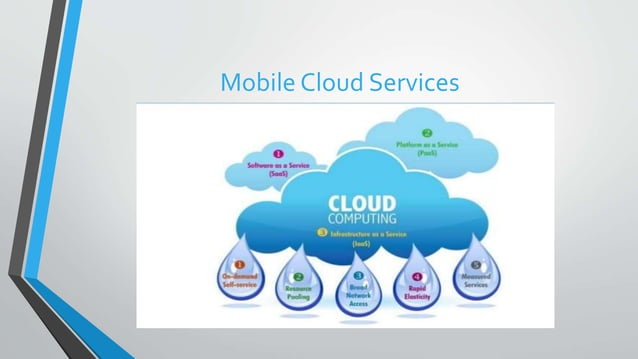 Mobile Cloud Services
2
Platform as a Service
(PaaS)
1
Software as a Service
(SaaS)
CLOUD
COMPUTING
3 Infrastructure as a Service
(IaaS)
1
On-demand
Self-service
2
Resource
Pooling
3
Broad
Network
Access
4
Rapid
Elasticity
5
Measured
Services